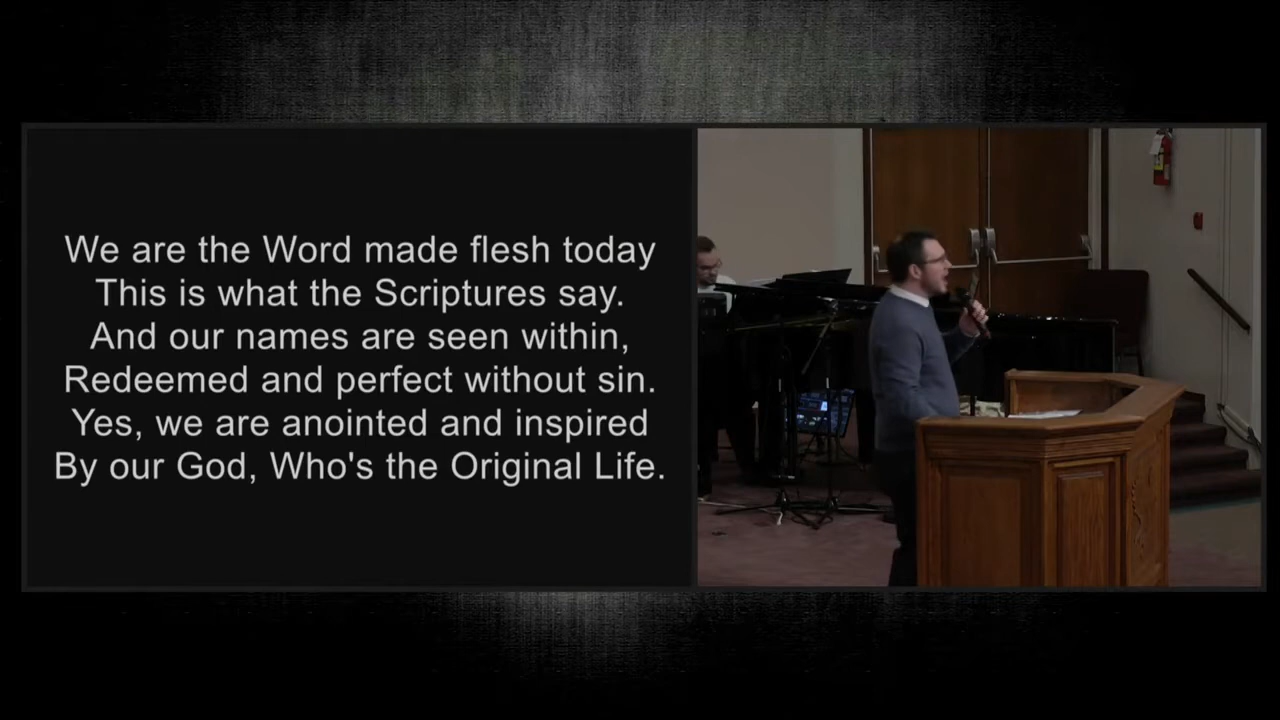 We are the Word made flesh today
This is what the Scriptures say.
And our names are seen within,
Redeemed and perfect without sin.
Yes, we are anointed and inspired
By our God, Who's the Original Life.